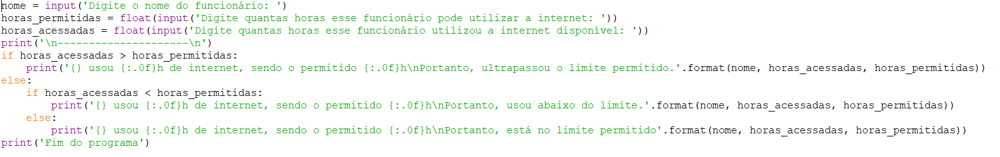 nome = input('Digite o nome do funcionário: ')
horas_permitidas = float(input('Digite quantas horas esse funcionário pode utilizar a internet: '))
horas_acessadas = float(input('Digite quantas horas esse funcionário utilizou a internet disponível: '))
print('\n---------------------\n')
if horas_acessadas > horas_permitidas:
    print('{} usou {:.0f}h de internet, sendo o permitido {:.0f}h\nPortanto, ultrapassou o limite permitido.'.format(nome, horas_acessadas, horas_permitidas))
else:
    if horas_acessadas < horas_permitidas:
        print('{} usou {:.0f}h de internet, sendo o permitido {:.0f}h\nPortanto, usou abaixo do limite.'.format(nome, horas_acessadas, horas_permitidas))
    else:
        print('{} usou {:.0f}h de internet, sendo o permitido {:.0f}h\nPortanto, está no limite permitido'.format(nome, horas_acessadas, horas_permitidas))
print('Fim do programa')